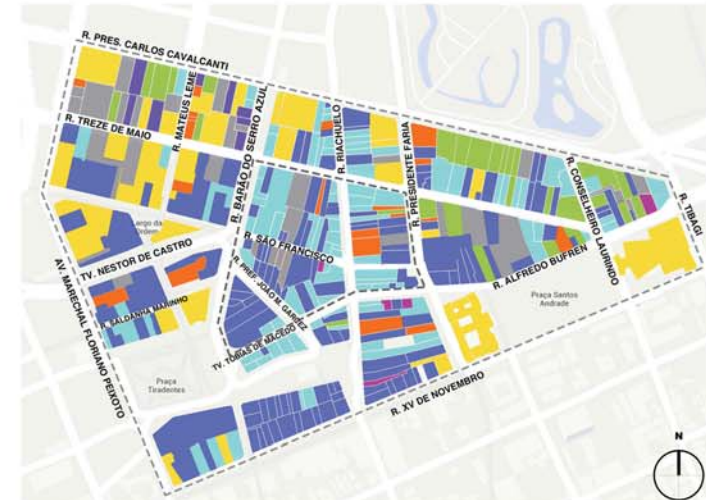 R. PRES. CARLOS CAVALCANTI
R. MATEUS LEME
R. BARÃO DO SERRO AZUL
R. RIACHUELO
R. TREZE DE MAIO
R. PRESIDENTE FARIA
R. CONSELHEIRO LAURINDO
R. TIBAGI
Largo da
Ordem
R. SÃO FRANCISCO
TV. NESTOR DE CASTRO
R. PREF. JOÃO M. GARFEZ
R. ALFREDO BUFREN
AV. MARECHAL FLORIANO PEIXOTO
R. SALDANHA MARINHO
Praça Santos
Andrade
TV. TOBIAS DE MACEDO
Praça
Tiradentes
R. XV DE NOVEMBRO
N